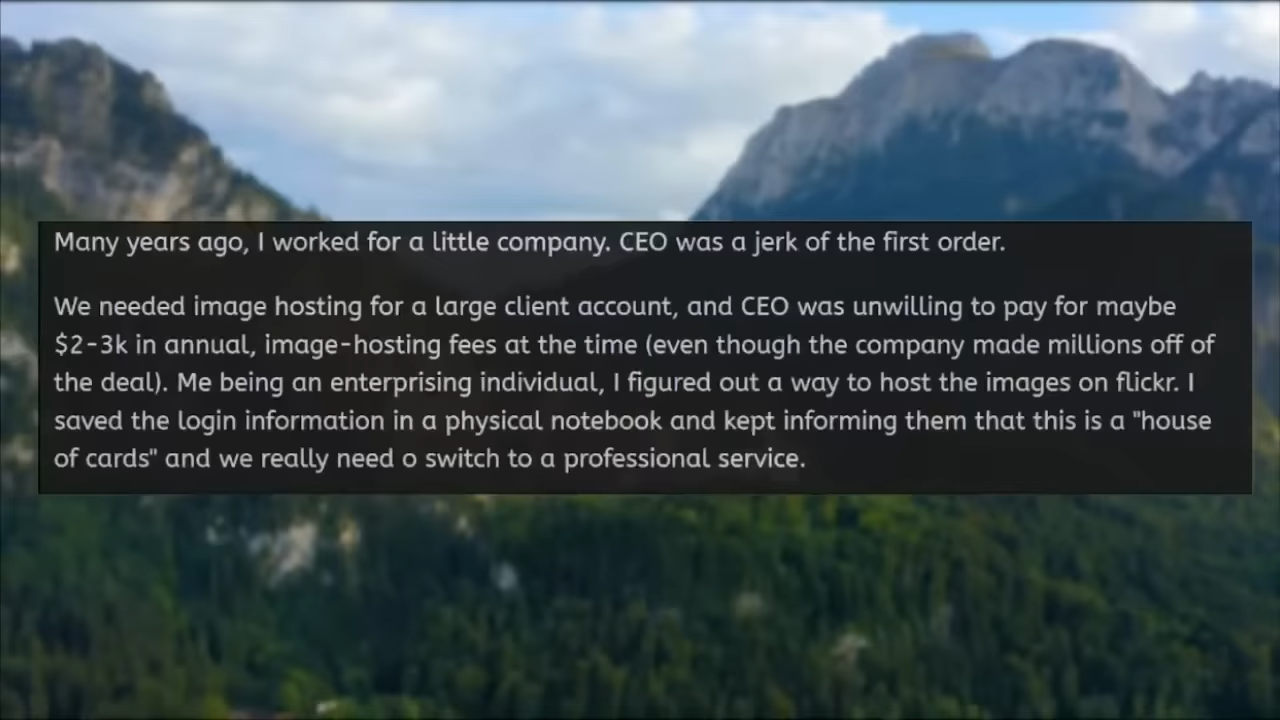 Many years ago, I worked for a little company. CEO was a jerk of the first order.
We needed image hosting for a large client account, and CEO was unwilling to pay for maybe
$2-3k in annual, image-hosting fees at the time (even though the company made millions off of
the deal). Me being an enterprising individual, I figured out a way to host the images on flickr. I
saved the login information in a physical notebook and kept informing them that this is a "house
of cards" and we really need o switch to a professional service.